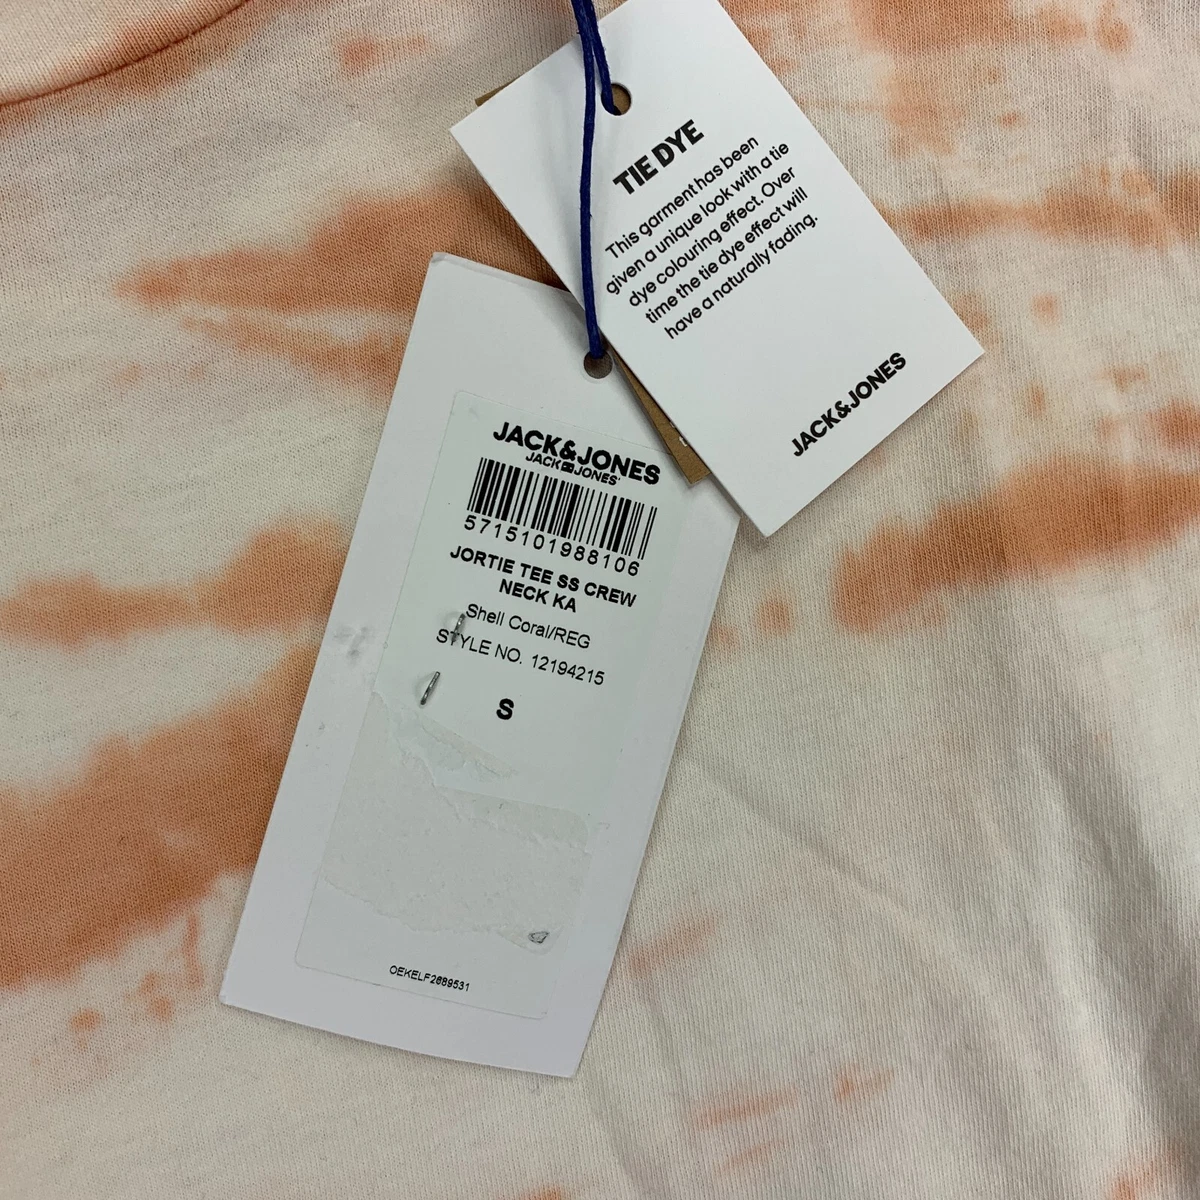 TIE DYE
This garment has been
given a unique look with a tie
dye colouring effect. Over
time the tie dye effect will
have a naturally fading.
JACK&JONES
JACK&JONES
JACK JONES
5715101988106
JORTIE TEE SS CREW
NECK KA
Shell Coral/REG
STYLE NO. 12194215
S
OEKELF2689531